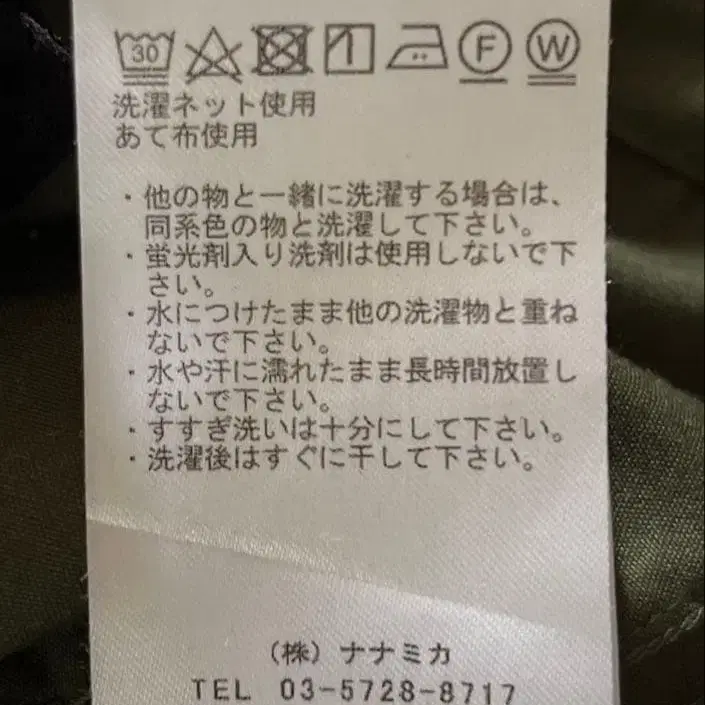 30 F W
洗濯ネット使用
あて布使用
・他の物と一緒に洗濯する場合は、
同系色の物と洗濯して下さい。
・蛍光剤入り洗剤は使用しないで下
さい。
・水につけたまま他の洗濯物と重ね
ないで下さい。
・水や汗に濡れたまま長時間放置し
ないで下さい。
・すすぎ洗いは十分にして下さい。
・洗濯後はすぐに干して下さい。
(株) ナナミカ
TEL 03-5728-8717